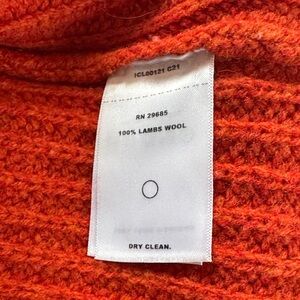 ICL00121 C21
RN 29685
100% LAMBS WOOL
DRY CLEAN.